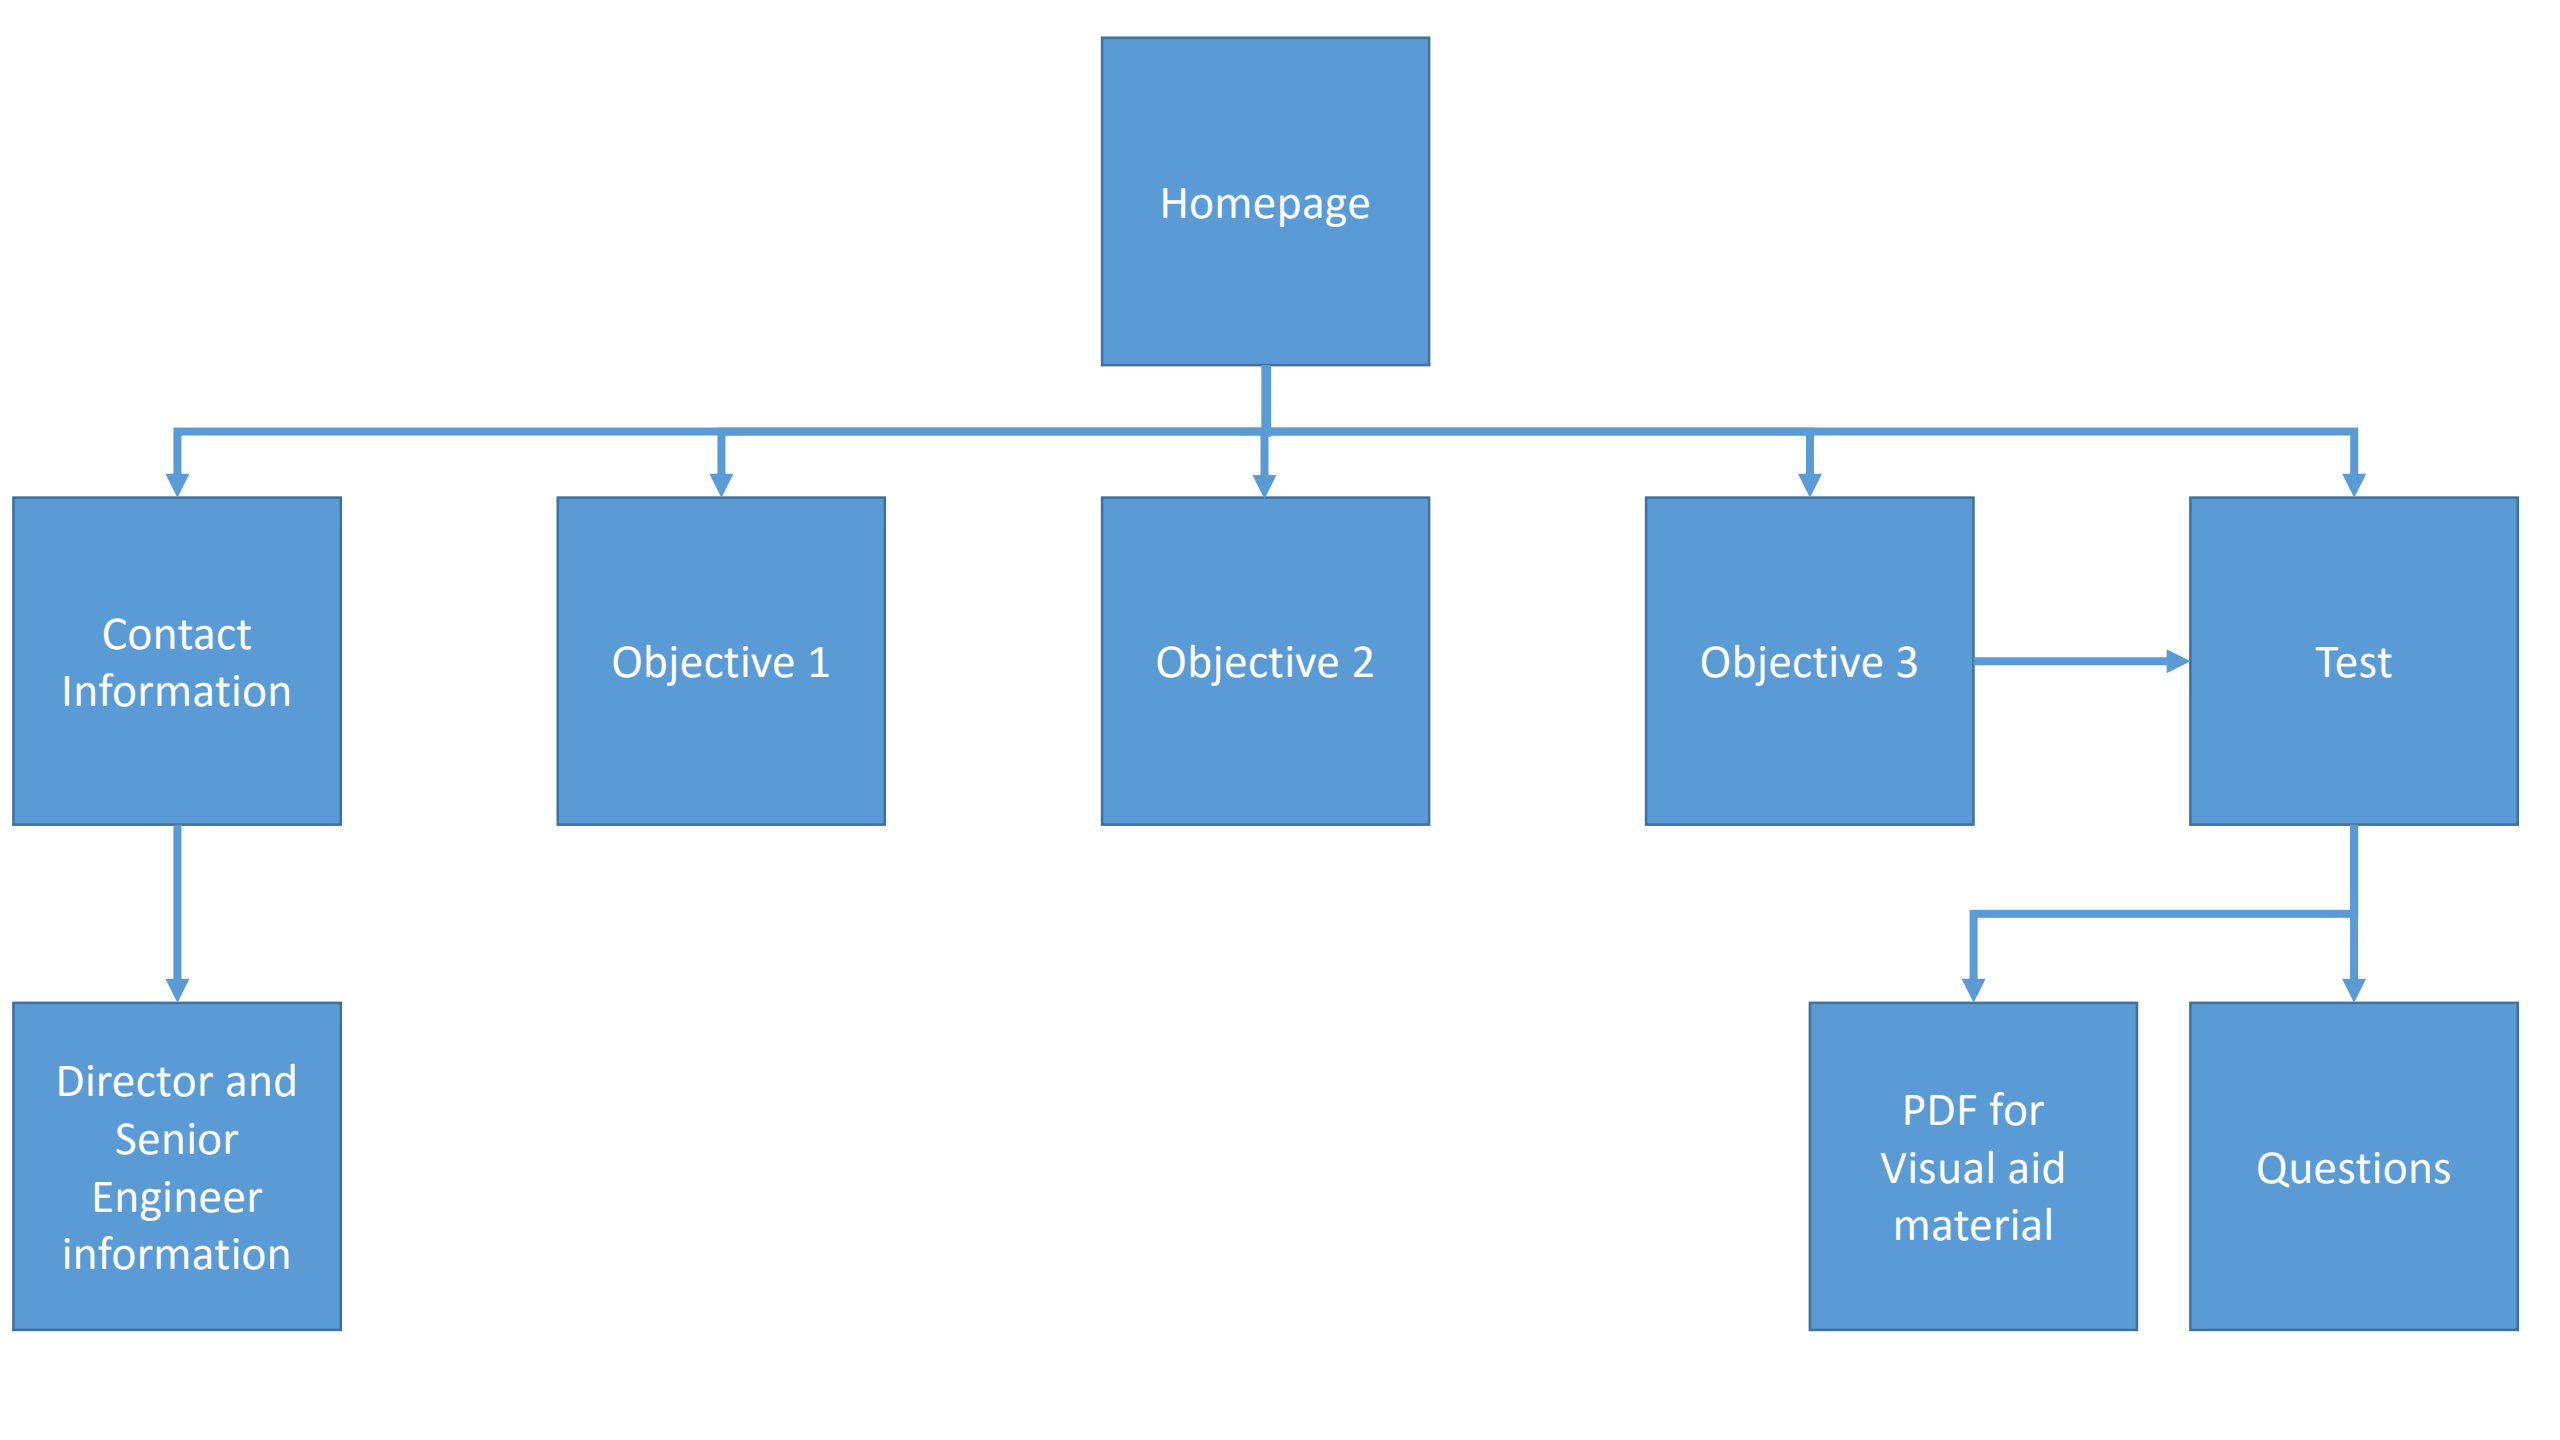 Homepage
Contact
Information
Objective 1
Objective 2
Objective 3
Test
Director and
Senior
Engineer
information
PDF for
Visual aid
material
Questions